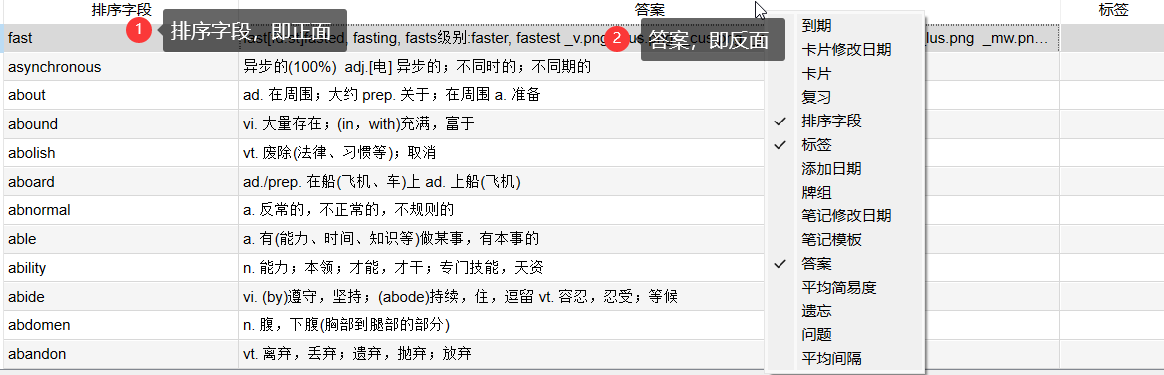 排序字段 答案 标签
1 排序字段，即正面
2 答案，即反面
fast fasted, fasting, fasts级别:faster, fastest _v.png lus.png _mw.pn...
asynchronous 异步的(100%) adj.[电] 异步的；不同时的；不同期的
about ad. 在周围；大约 prep. 关于；在周围 a. 准备
abound vi. 大量存在；(in，with)充满，富于
abolish vt. 废除(法律、习惯等)；取消
aboard ad./prep. 在船(飞机、车)上 ad. 上船(飞机)
abnormal a. 反常的，不正常的，不规则的
able a. 有(能力、时间、知识等)做某事，有本事的
ability n. 能力；本领；才能，才干；专门技能，天资
abide vi. (by)遵守，坚持；(abode)持续，住，逗留 vt. 容忍，忍受；等候
abdomen n. 腹，下腹(胸部到腿部的部分)
abandon vt. 离弃，丢弃；遗弃，抛弃；放弃
到期
卡片修改日期
卡片
复习
排序字段
标签
添加日期
牌组
笔记修改日期
笔记模板
答案
平均简易度
遗忘
问题
平均间隔